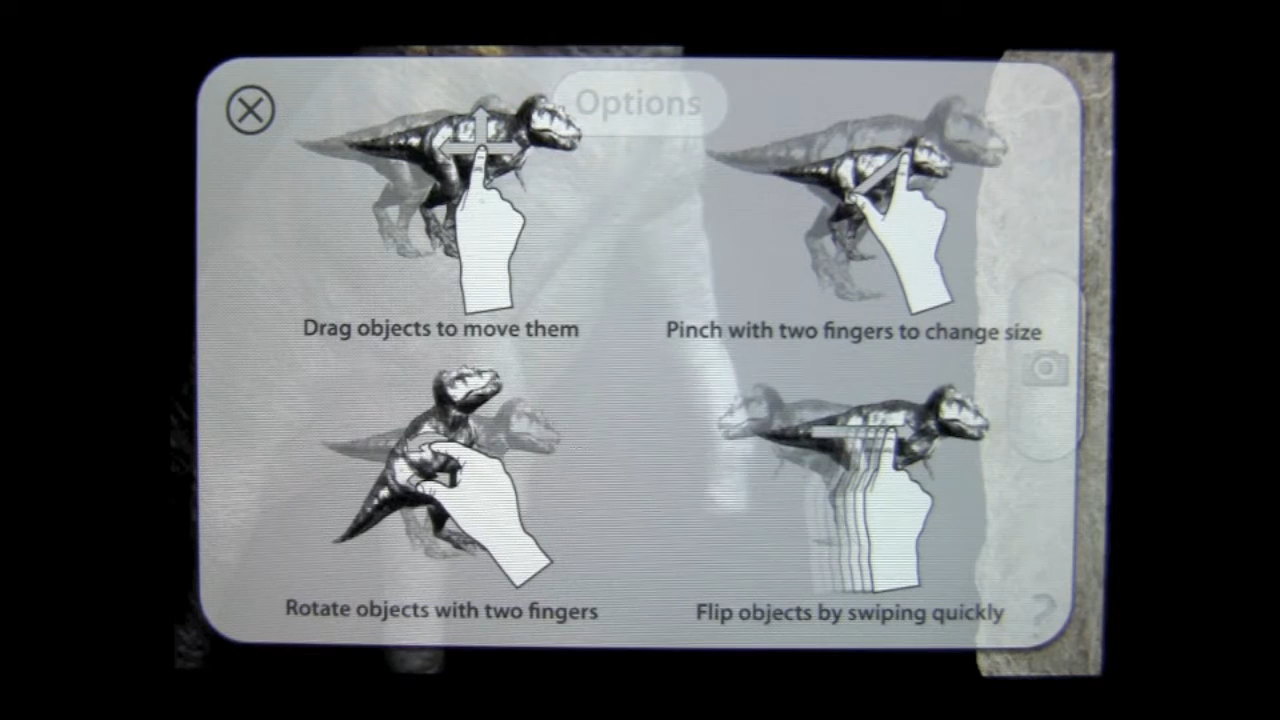 Options
Drag objects to move them
Pinch with two fingers to change size
Rotate objects with two fingers
Flip objects by swiping quickly
?